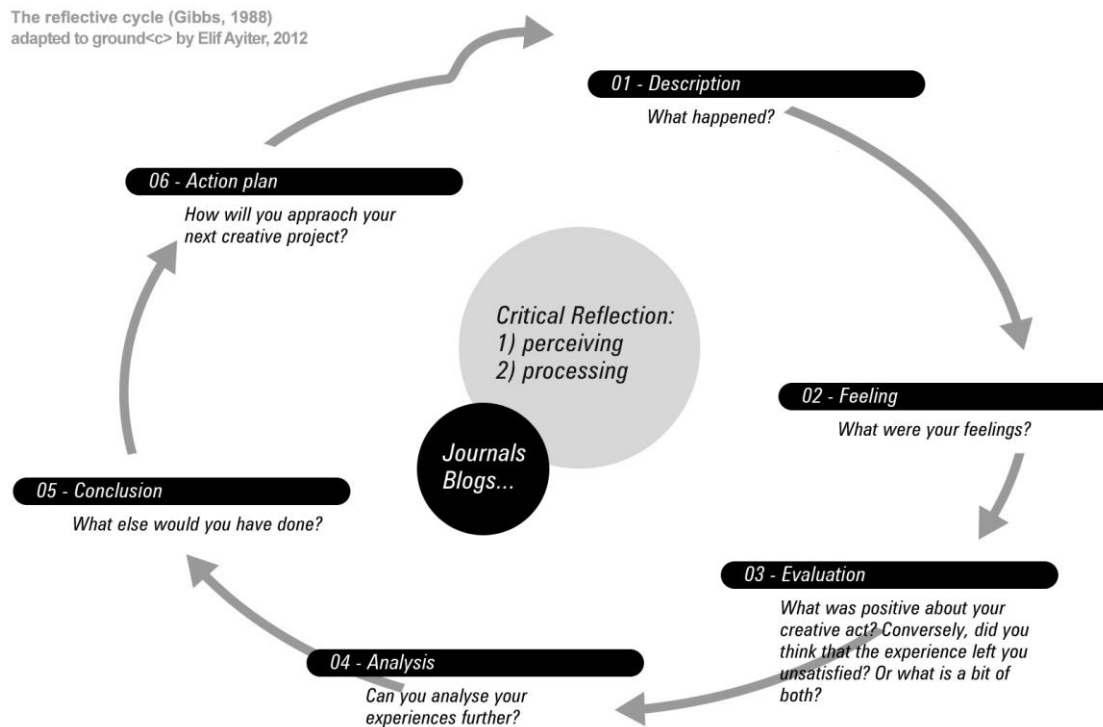 The reflective cycle (Gibbs, 1988)
adapted to ground<c> by Elif Ayiter, 2012
01 - Description
What happened?
02 - Feeling
What were your feelings?
03 - Evaluation
What was positive about your
creative act? Conversely, did you
think that the experience left you
unsatisfied? Or what is a bit of
both?
04 - Analysis
Can you analyse your
experiences further?
05 - Conclusion
What else would you have done?
06 - Action plan
How will you appraoch your
next creative project?
Critical Reflection:
1) perceiving
2) processing
Journals
Blogs...